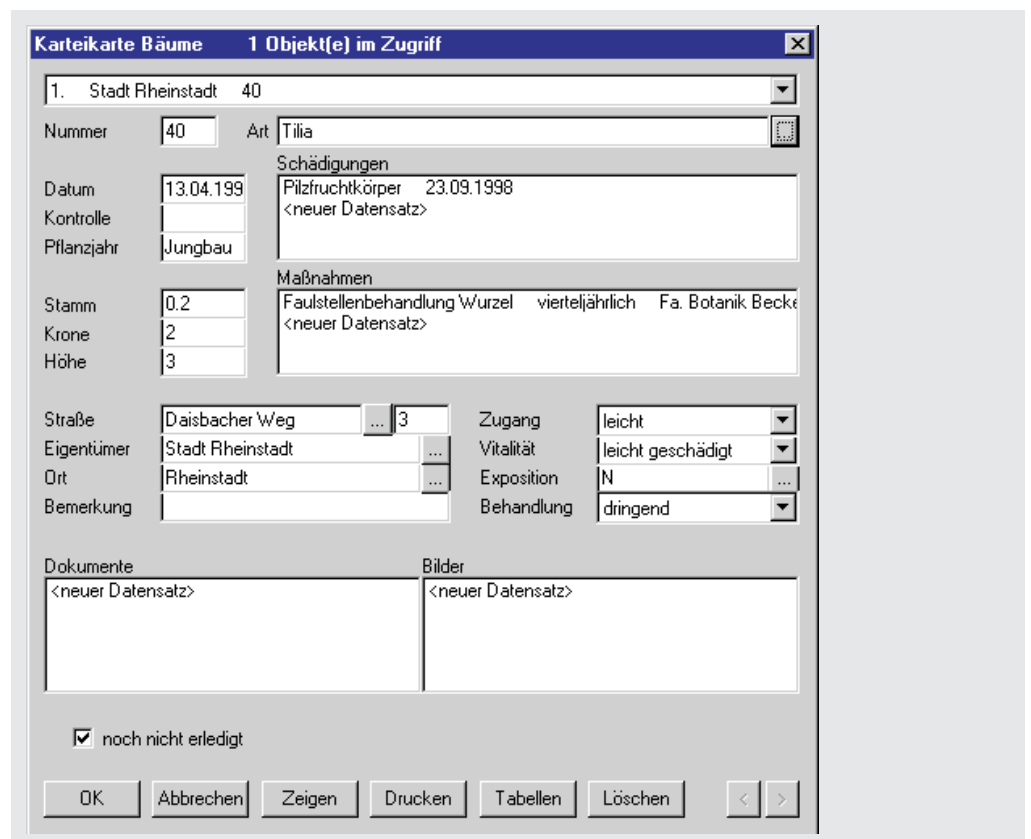 Karteikarte Bäume 1 Objekt(e) im Zugriff
1. Stadt Rheinstadt 40
Nummer 40 Art Tilia
Schädigungen
Datum 13.04.199 Pilzfruchtkörper 23.09.1998
Kontrolle <neuer Datensatz>
Pflanzjahr Jungbau
Maßnahmen
Stamm 0.2 Faulstellenbehandlung Wurzel vierteljährlich Fa. Botanik Becke
Krone 2 <neuer Datensatz>
Höhe 3
Straße Daisbacher Weg ... 3 Zugang leicht
Eigentümer Stadt Rheinstadt ... Vitalität leicht geschädigt
Ort Rheinstadt ... Exposition N ...
Bemerkung Behandlung dringend
Dokumente Bilder
<neuer Datensatz> <neuer Datensatz>
noch nicht erledigt
OK Abbrechen Zeigen Drucken Tabellen Löschen < >